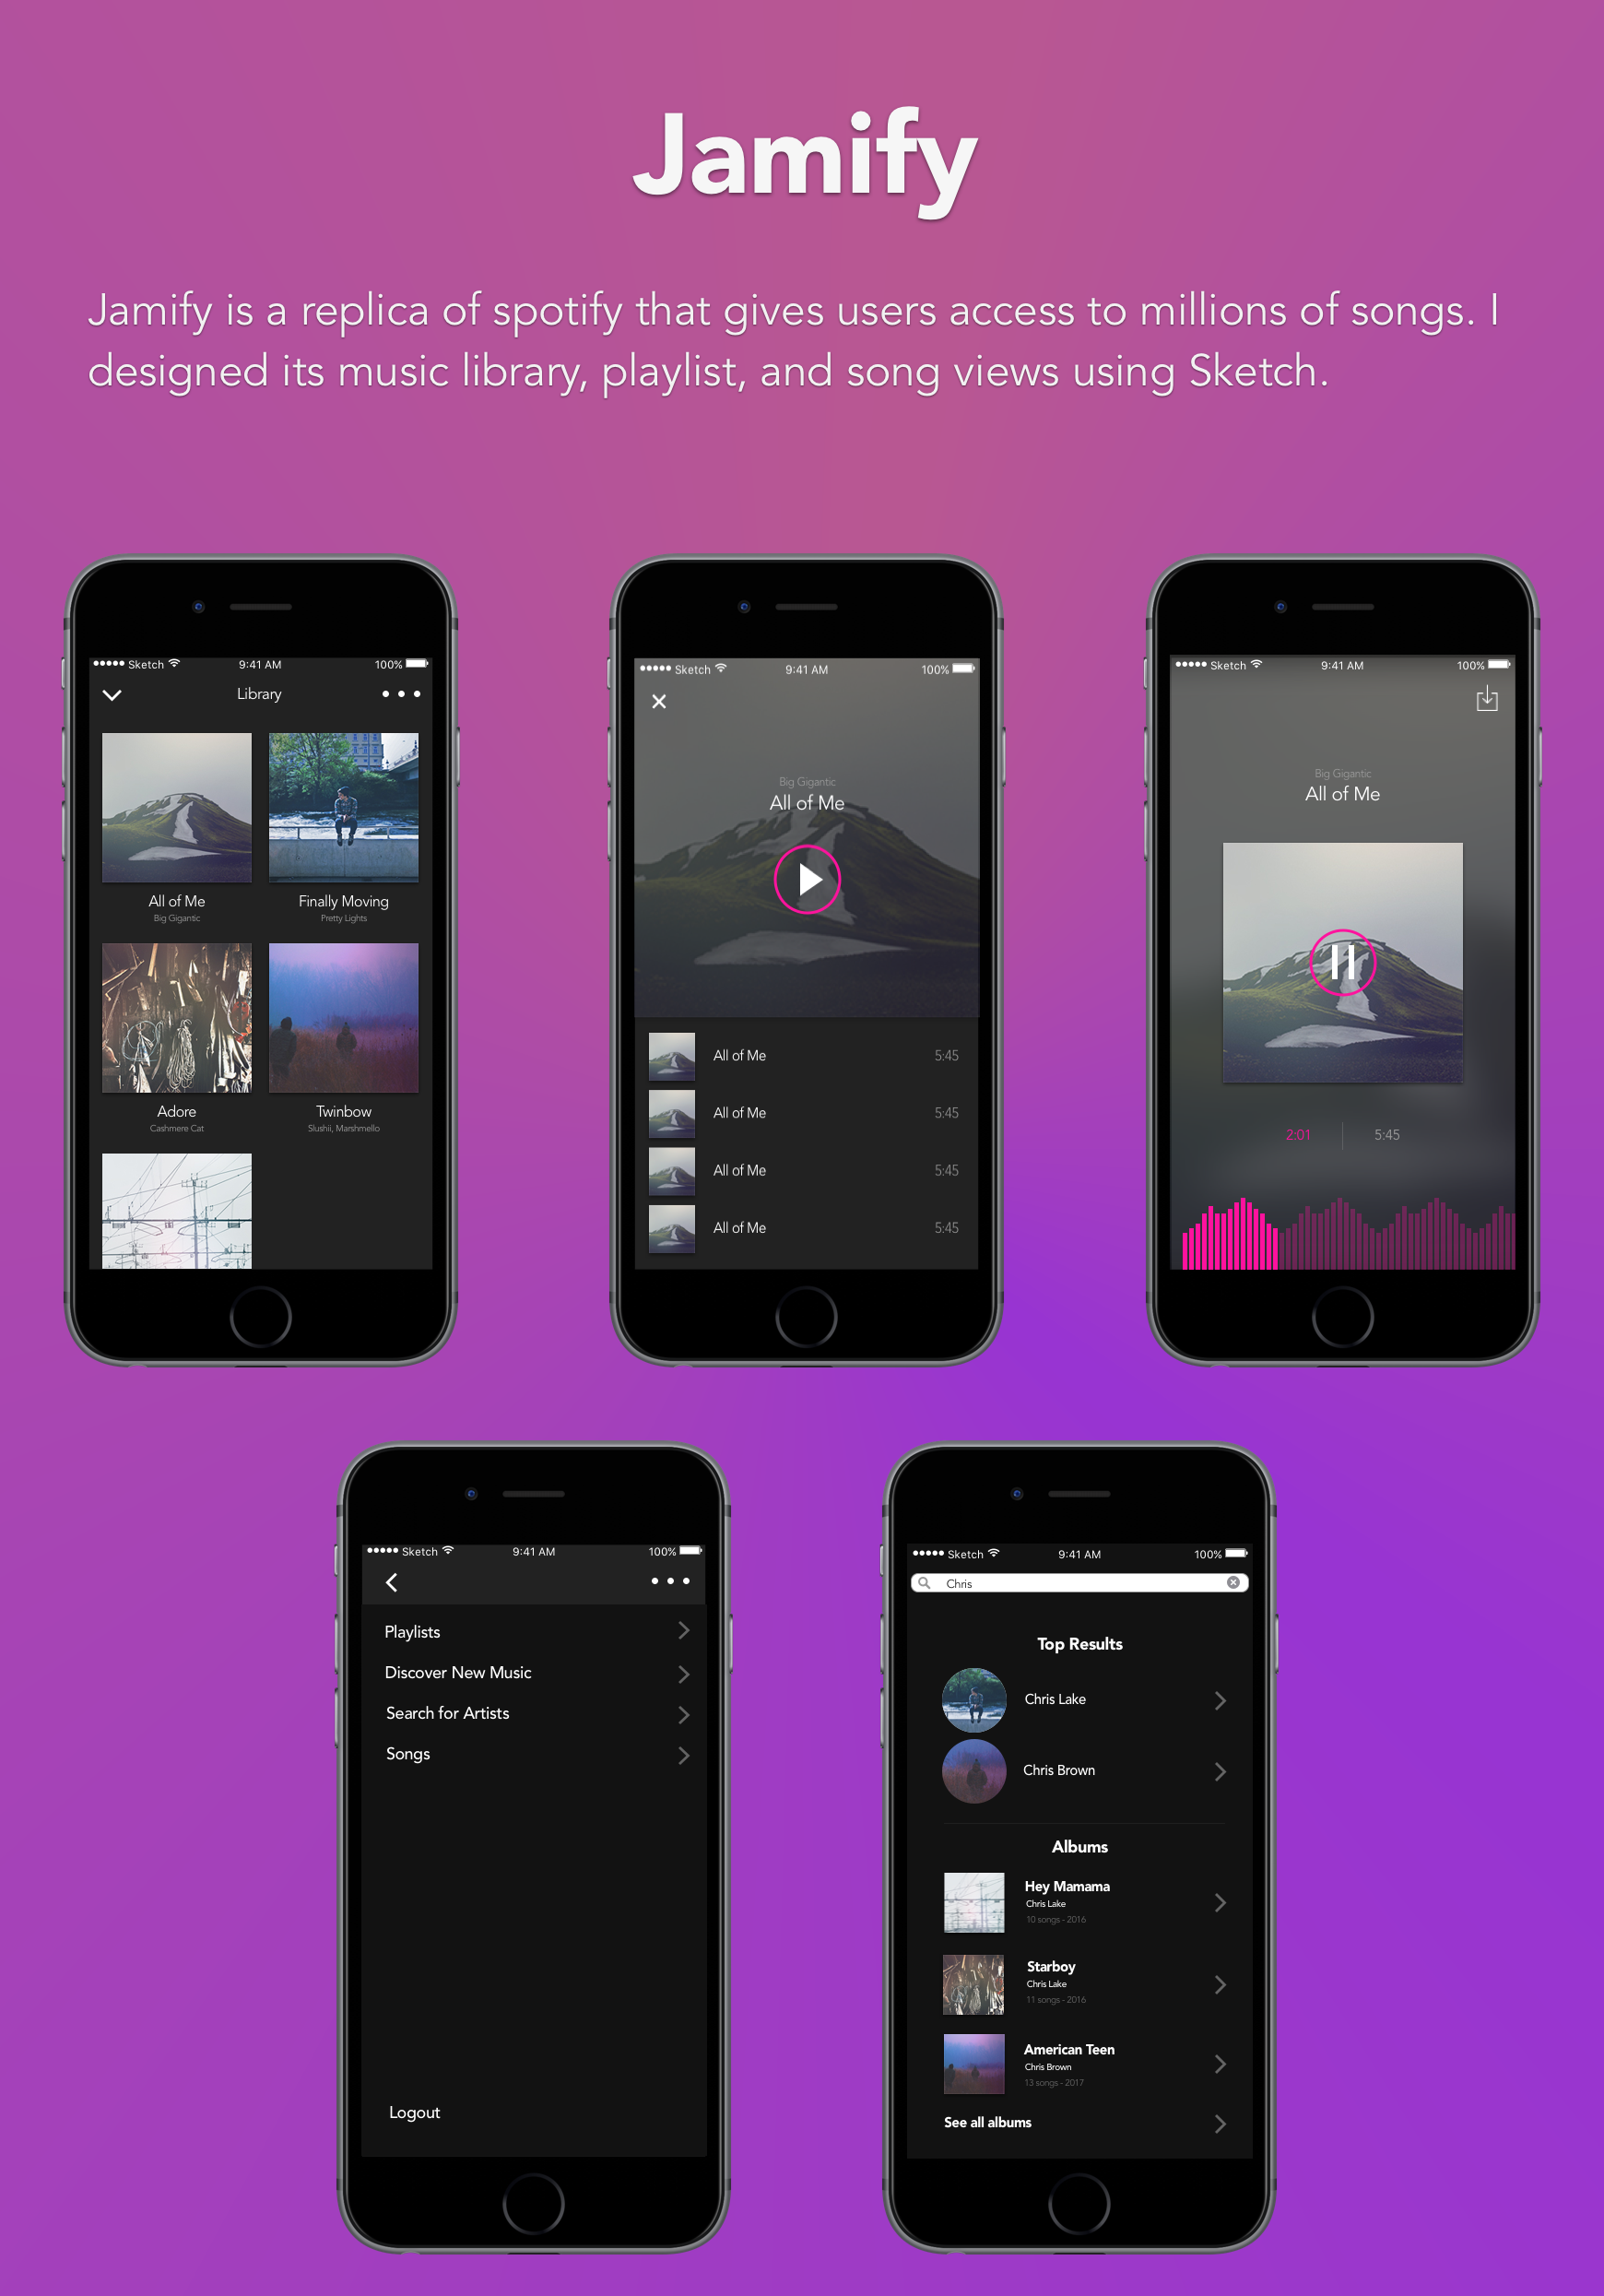 Jamify
Jamify is a replica of spotify that gives users access to millions of songs. I
designed its music library, playlist, and song views using Sketch.
Sketch 9:41 AM 100%
Library
All of Me
Big Gigantic
Finally Moving
Pretty Lights
Adore
Cashmere Cat
Twinbow
Slushii, Marshmello
Sketch 9:41 AM 100%
Big Gigantic
All of Me
All of Me 5:45
All of Me 5:45
All of Me 5:45
All of Me 5:45
Sketch 9:41 AM 100%
Big Gigantic
All of Me
2:01 5:45
Sketch 9:41 AM 100%
Playlists
Discover New Music
Search for Artists
Songs
Logout
Sketch 9:41 AM 100%
Chris
Top Results
Chris Lake
Chris Brown
Albums
Hey Mamama
Chris Lake
10 songs - 2016
Starboy
Chris Lake
11 songs - 2016
American Teen
Chris Brown
13 songs - 2017
See all albums